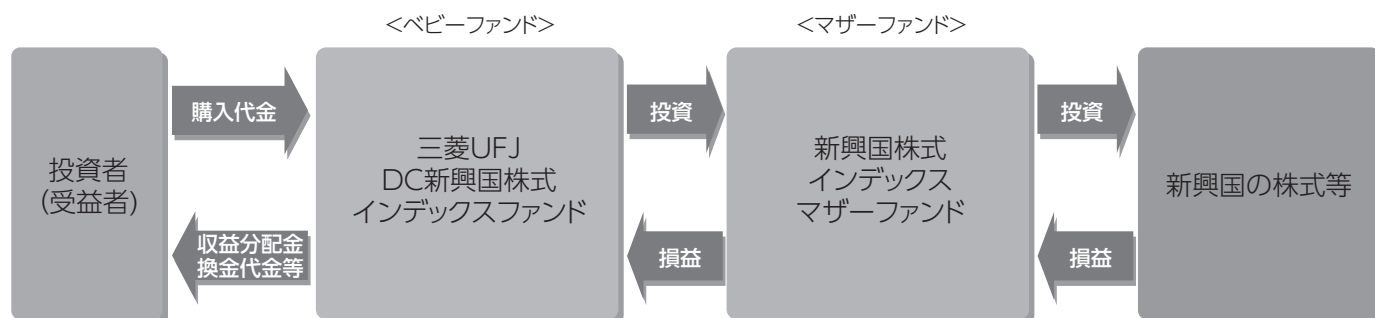 <ベビーファンド>
<マザーファンド>
投資者
(受益者)
購入代金
収益分配金
換金代金等
三菱UFJ
DC新興国株式
インデックスファンド
投資
損益
新興国株式
インデックス
マザーファンド
投資
損益
新興国の株式等